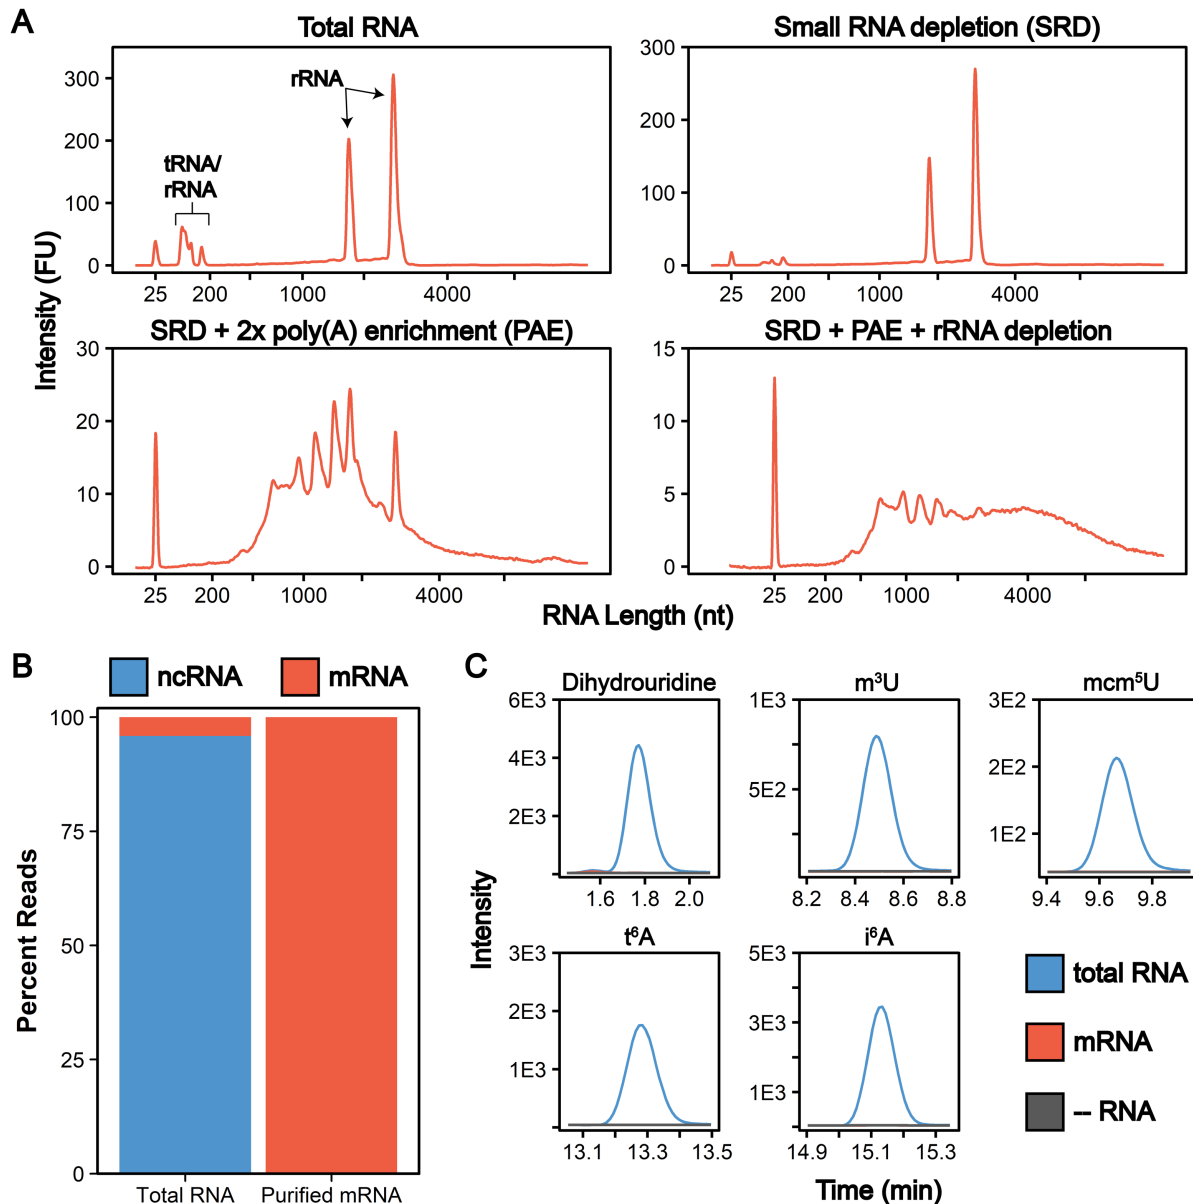 A
Total RNA
Small RNA depletion (SRD)
Intensity (FU)
300
200
100
0
rRNA
tRNA/
rRNA
25 200 1000 4000
300
200
100
0
25 200 1000 4000
SRD + 2x poly(A) enrichment (PAE)
SRD + PAE + rRNA depletion
30
20
10
0
25 200 1000 4000
15
10
5
0
25 200 1000 4000
RNA Length (nt)
B
ncRNA
mRNA
Percent Reads
100
75
50
25
0
Total RNA
Purified mRNA
C
Intensity
Dihydrouridine
6E3
4E3
2E3
1.6 1.8 2.0
m³U
1E3
5E2
8.2 8.4 8.6 8.8
mcm⁵U
3E2
2E2
1E2
9.4 9.6 9.8
t⁶A
3E3
2E3
1E3
13.1 13.3 13.5
i⁶A
5E3
3E3
1E3
14.9 15.1 15.3
total RNA
mRNA
-- RNA
Time (min)